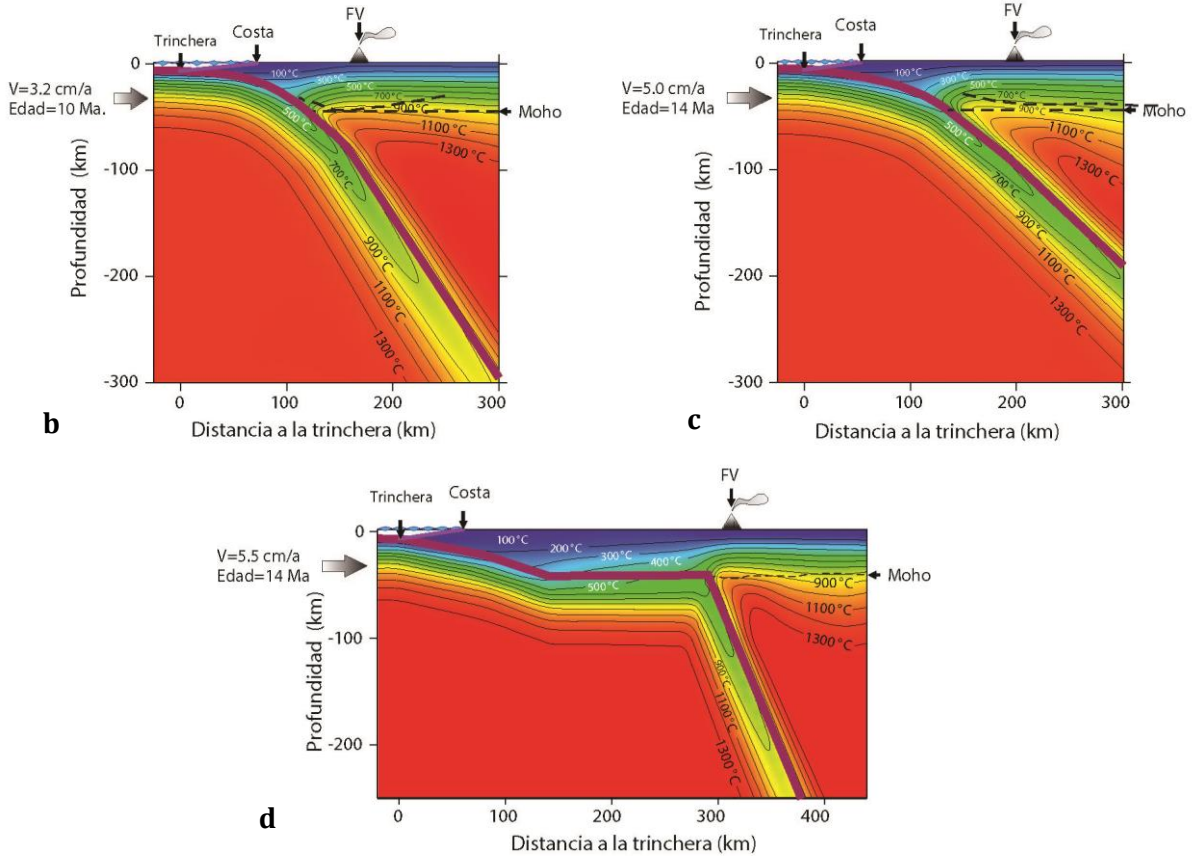 FV
Costa
Trinchera
0
100°C
300°C
500°C
700°C
900°C
Moho
V=3.2 cm/a
Edad=10 Ma.
500°C
1100°C
1300°C
-100
700°C
900°C
-200
1100°C
1300°C
-300
0
100
200
300
Profundidad (km)
Distancia a la trinchera (km)
b
FV
Costa
Trinchera
0
100°C
300°C
500°C
700°C
900°C
Moho
V=5.0 cm/a
Edad=14 Ma
500°C
1100°C
1300°C
-100
700°C
900°C
1100°C
-200
1300°C
-300
0
100
200
300
Profundidad (km)
Distancia a la trinchera (km)
c
FV
Costa
Trinchera
0
100°C
200°C
300°C
400°C
500°C
V=5.5 cm/a
Edad=14 Ma
900°C
Moho
1100°C
1300°C
-100
900°C
1100°C
-200
1300°C
0
100
200
300
400
Profundidad (km)
Distancia a la trinchera (km)
d